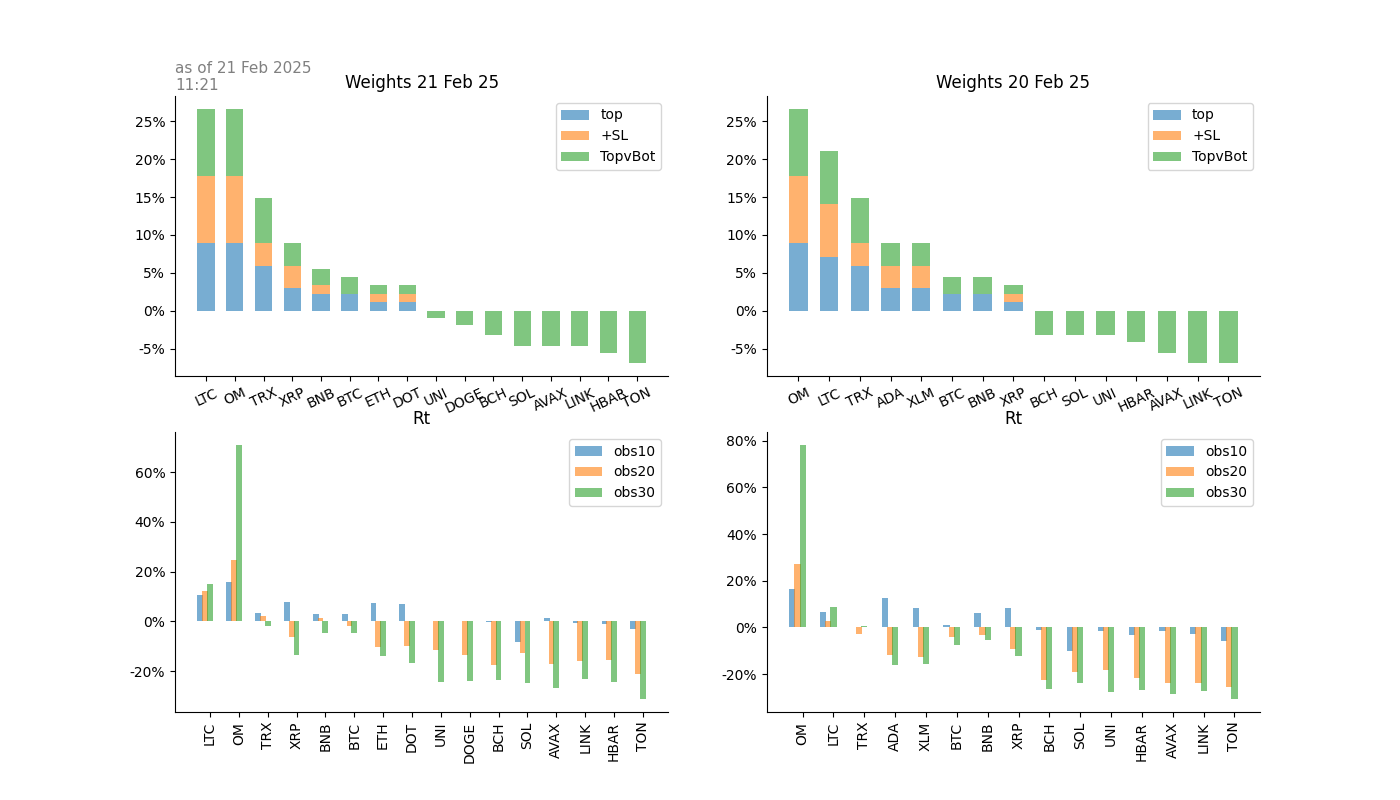 as of 21 Feb 2025
11:21
Weights 21 Feb 25
25%
20%
15%
10%
5%
0%
-5%
top
+SL
TopvBot
LTC OM TRX XRP BNB BTC ETH DOT UNI DOGE BCH SOL AVAX LINK HBAR TON
Weights 20 Feb 25
25%
20%
15%
10%
5%
0%
-5%
top
+SL
TopvBot
OM LTC TRX ADA XLM BTC BNB XRP BCH SOL UNI HBAR AVAX LINK TON
Rt
60%
40%
20%
0%
-20%
obs10
obs20
obs30
LTC OM TRX XRP BNB BTC ETH DOT UNI DOGE BCH SOL AVAX LINK HBAR TON
Rt
80%
60%
40%
20%
0%
-20%
obs10
obs20
obs30
OM LTC TRX ADA XLM BTC BNB XRP BCH SOL UNI HBAR AVAX LINK TON